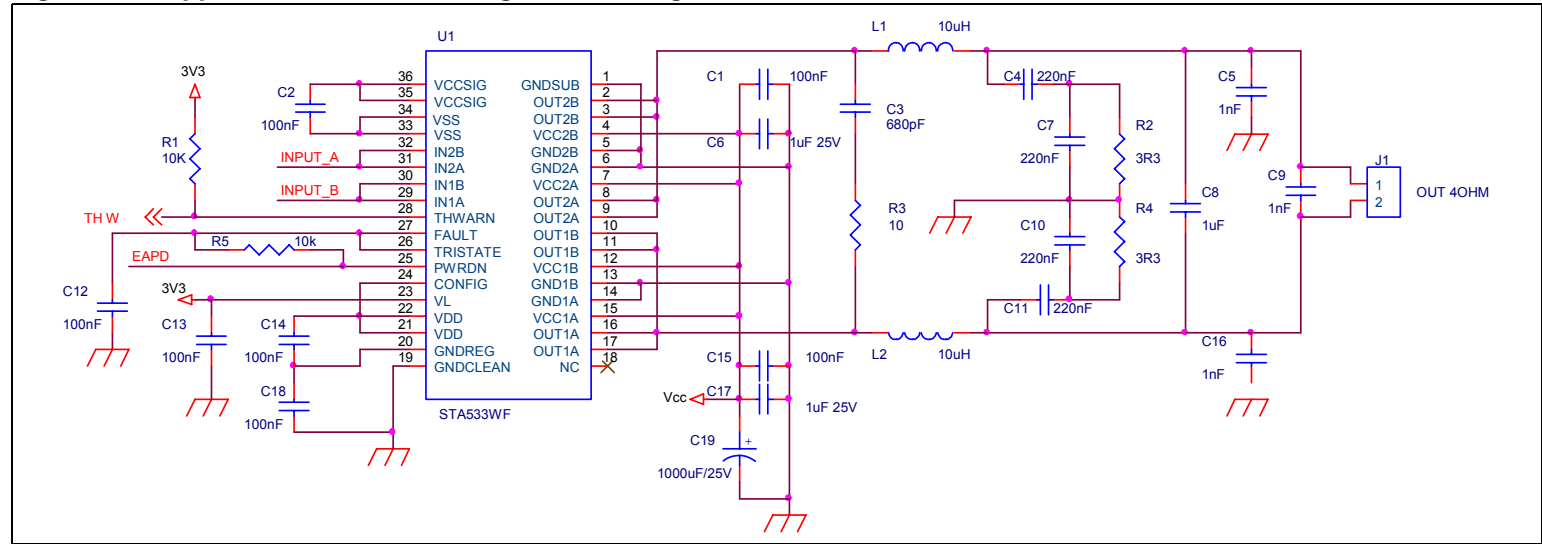 U1
STA533WF
36 VCCSIG
35 VCCSIG
34 VSS
33 VSS
32 IN2B
31 IN2A
30 IN1B
29 IN1A
28 THWARN
27 FAULT
26 TRISTATE
25 PWRDN
24 CONFIG
23 VL
22 VDD
21 VDD
20 GNDREG
19 GNDCLEAN
GNDSUB 1
OUT2B 2
OUT2B 3
VCC2B 4
GND2B 5
GND2A 6
VCC2A 7
OUT2A 8
OUT2A 9
OUT1B 10
OUT1B 11
VCC1B 12
GND1B 13
GND1A 14
VCC1A 15
OUT1A 16
OUT1A 17
NC 18
3V3
R1
10K
C2
100nF
INPUT_A
INPUT_B
TH W
R5 10k
EAPD
C12
100nF
3V3
C13
100nF
C14
100nF
C18
100nF
C1 100nF
C6 1uF 25V
C15 100nF
C17 1uF 25V
Vcc
C19
+
1000uF/25V
C3
680pF
R3
10
L1 10uH
L2 10uH
C4 220nF
C7
220nF
R2
3R3
C10
220nF
R4
3R3
C11 220nF
C8
1uF
C5
1nF
C9
1nF
C16
1nF
J1
1
2
OUT 4OHM